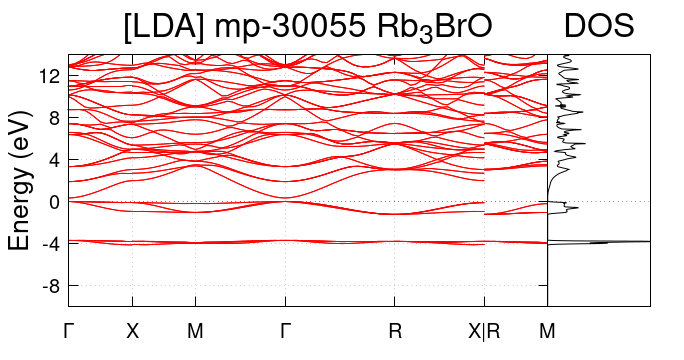 [LDA] mp-30055 Rb₃BrO DOS
Energy (eV)
12
8
4
0
-4
-8
Γ X M Γ R X|R M